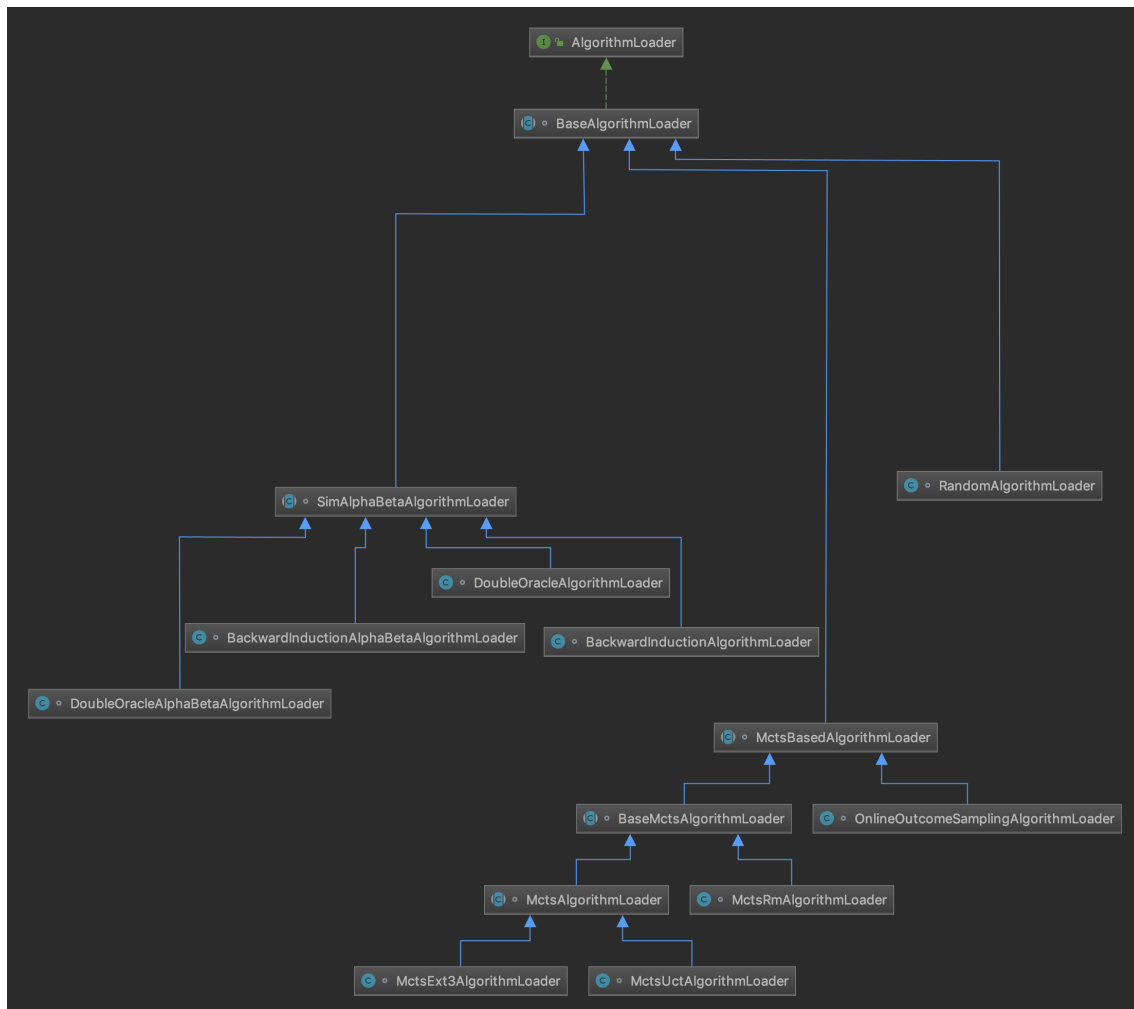 AlgorithmLoader
BaseAlgorithmLoader
RandomAlgorithmLoader
SimAlphaBetaAlgorithmLoader
DoubleOracleAlgorithmLoader
BackwardInductionAlphaBetaAlgorithmLoader
BackwardInductionAlgorithmLoader
DoubleOracleAlphaBetaAlgorithmLoader
MctsBasedAlgorithmLoader
BaseMctsAlgorithmLoader
OnlineOutcomeSamplingAlgorithmLoader
MctsAlgorithmLoader
MctsRmAlgorithmLoader
MctsExt3AlgorithmLoader
MctsUctAlgorithmLoader